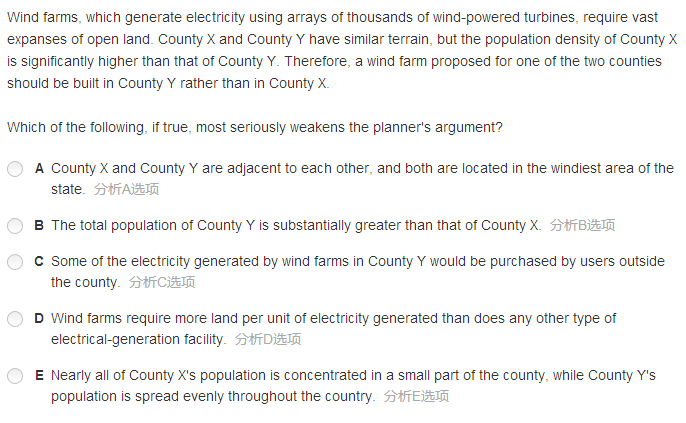 Wind farms, which generate electricity using arrays of thousands of wind-powered turbines, require vast
expanses of open land. County X and County Y have similar terrain, but the population density of County X
is significantly higher than that of County Y. Therefore, a wind farm proposed for one of the two counties
should be built in County Y rather than in County X.
Which of the following, if true, most seriously weakens the planner's argument?
A County X and County Y are adjacent to each other, and both are located in the windiest area of the
state. 分析A选项
B The total population of County Y is substantially greater than that of County X. 分析B选项
C Some of the electricity generated by wind farms in County Y would be purchased by users outside
the county. 分析C选项
D Wind farms require more land per unit of electricity generated than does any other type of
electrical-generation facility. 分析D选项
E Nearly all of County X's population is concentrated in a small part of the county, while County Y's
population is spread evenly throughout the country. 分析E选项